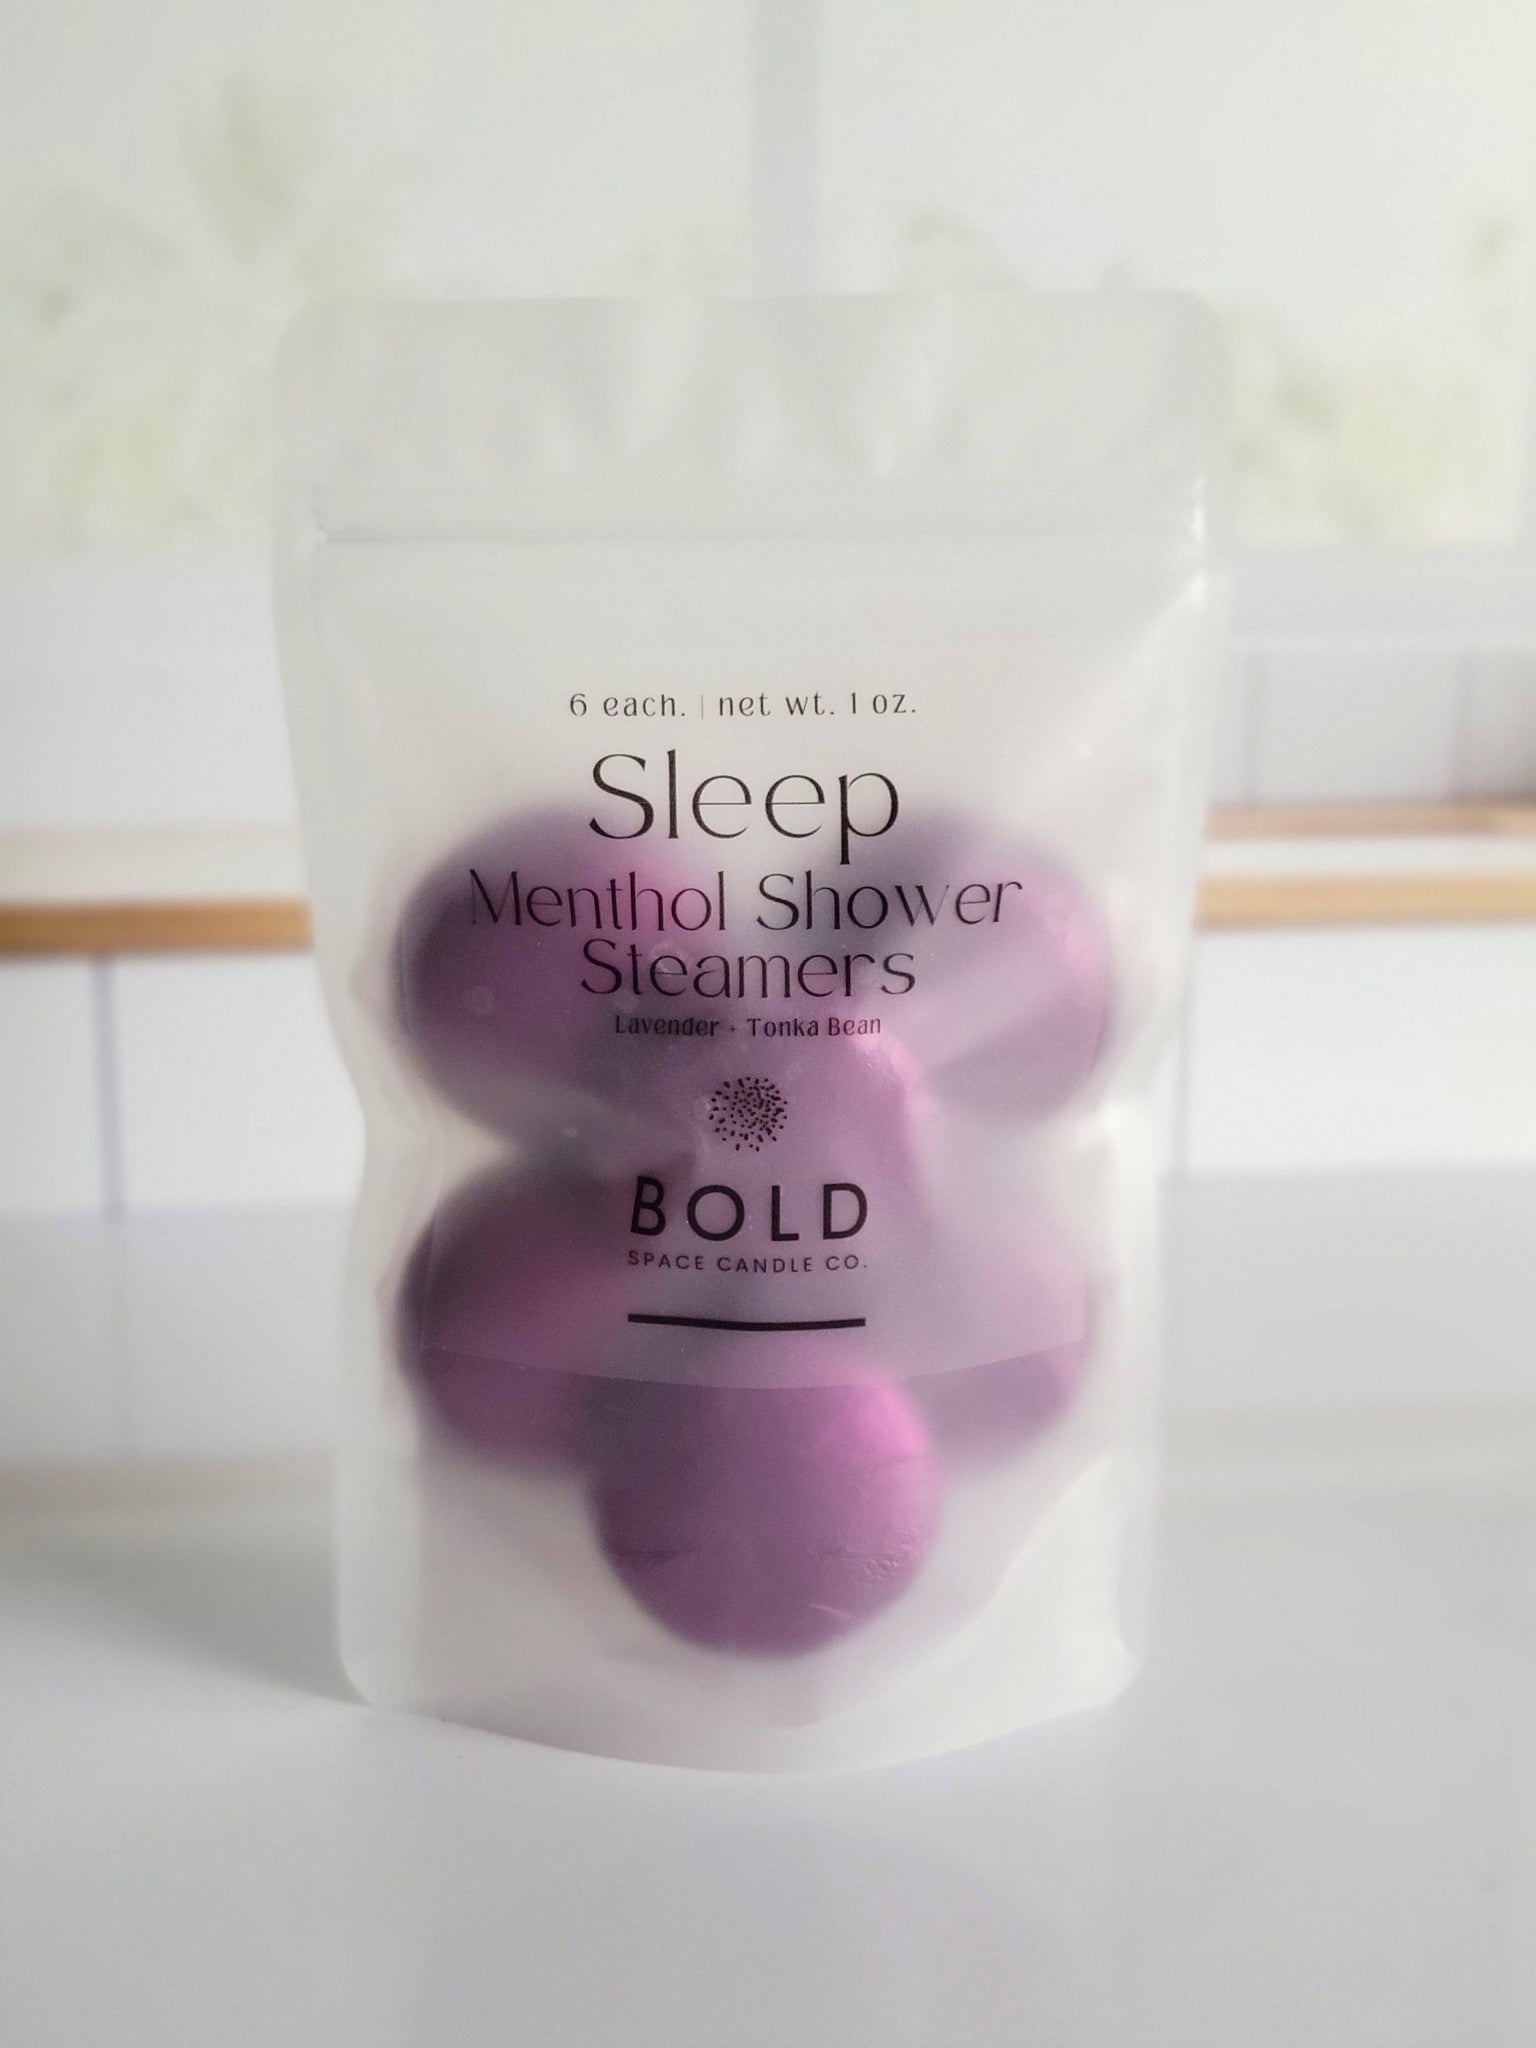 6 each. | net wt. 1 oz.
Sleep
Menthol Shower
Steamers
Lavender - Tonka Bean
BOLD
SPACE CANDLE CO.